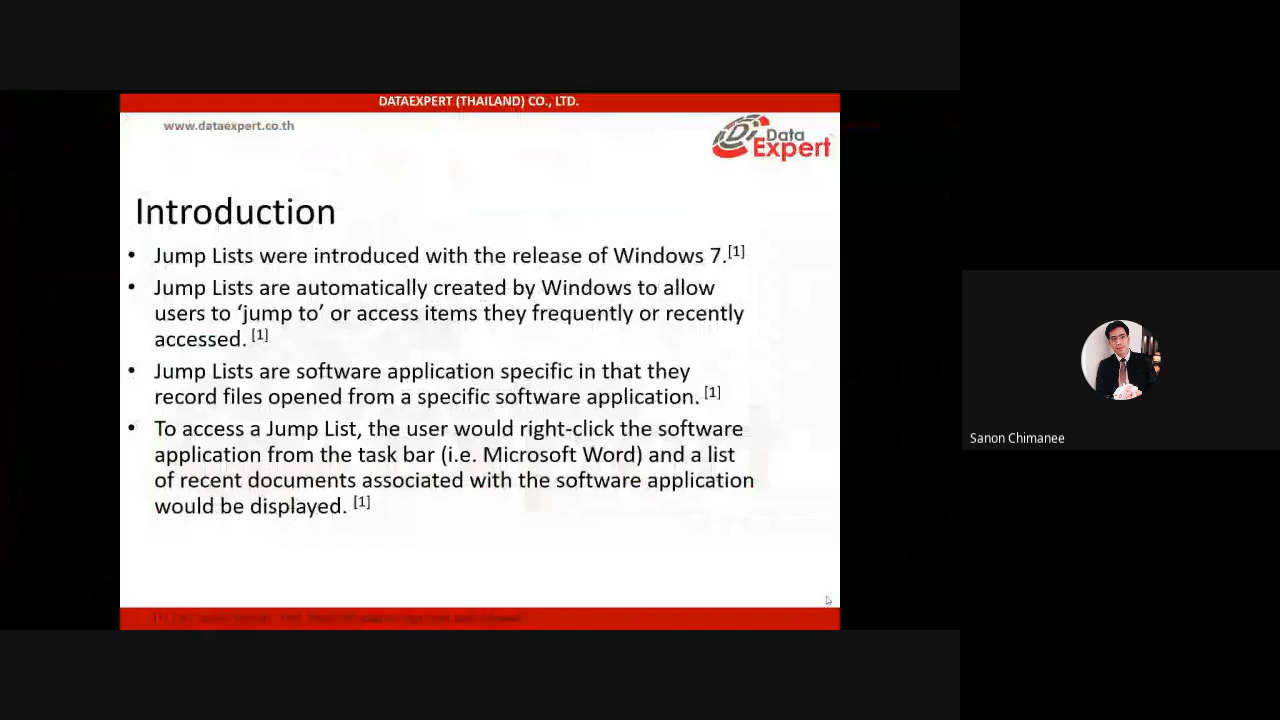 DATAEXPERT (THAILAND) CO., LTD.
www.dataexpert.co.th
Data
Expert
Introduction
• Jump Lists were introduced with the release of Windows 7.[1]
• Jump Lists are automatically created by Windows to allow
users to ‘jump to’ or access items they frequently or recently
accessed. [1]
• Jump Lists are software application specific in that they
record files opened from a specific software application. [1]
• To access a Jump List, the user would right-click the software
application from the task bar (i.e. Microsoft Word) and a list
of recent documents associated with the software application
would be displayed. [1]
Sanon Chimanee